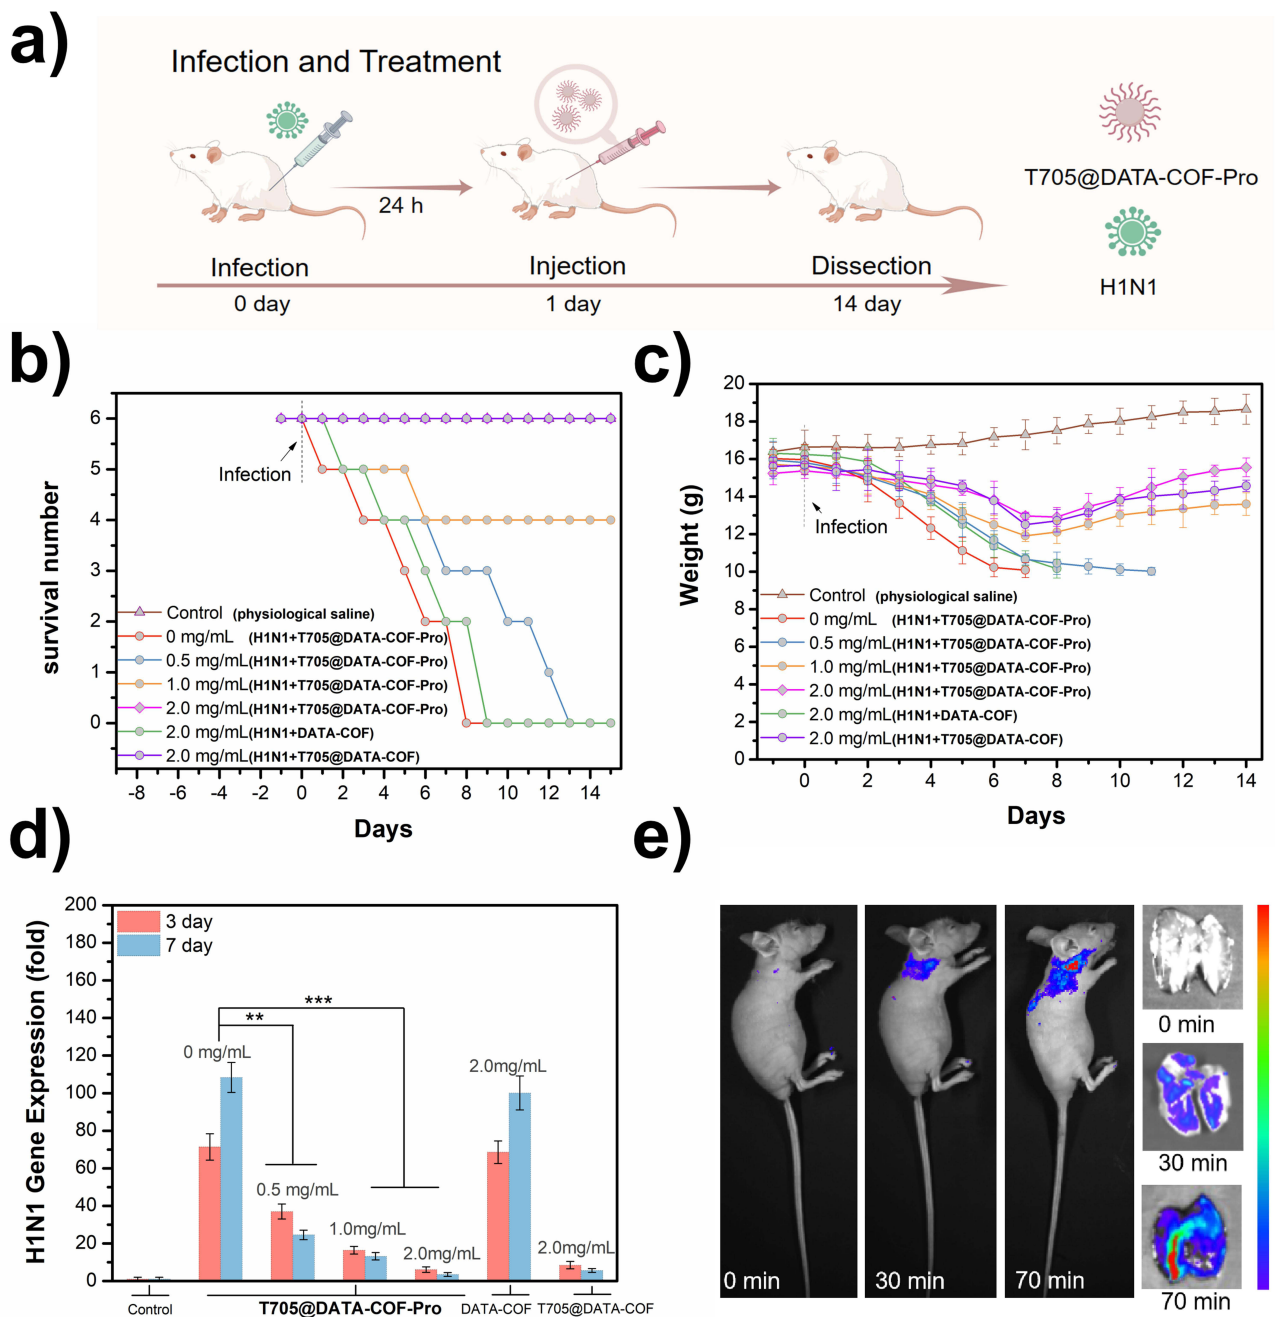 a)
Infection and Treatment
24 h
T705@DATA-COF-Pro
Infection
Injection
Dissection
0 day
1 day
14 day
H1N1
b)
survival number
6
5
4
3
2
1
0
Infection
Control (physiological saline)
0 mg/mL (H1N1+T705@DATA-COF-Pro)
0.5 mg/mL(H1N1+T705@DATA-COF-Pro)
1.0 mg/mL(H1N1+T705@DATA-COF-Pro)
2.0 mg/mL(H1N1+T705@DATA-COF-Pro)
2.0 mg/mL(H1N1+DATA-COF)
2.0 mg/mL(H1N1+T705@DATA-COF)
-8 -6 -4 -2 0 2 4 6 8 10 12 14
Days
c)
Weight (g)
20
18
16
14
12
10
8
6
4
2
0
Infection
Control (physiological saline)
0 mg/mL (H1N1+T705@DATA-COF-Pro)
0.5 mg/mL(H1N1+T705@DATA-COF-Pro)
1.0 mg/mL(H1N1+T705@DATA-COF-Pro)
2.0 mg/mL(H1N1+T705@DATA-COF-Pro)
2.0 mg/mL(H1N1+DATA-COF)
2.0 mg/mL(H1N1+T705@DATA-COF)
0 2 4 6 8 10 12 14
Days
d)
H1N1 Gene Expression (fold)
200
180
160
140
120
100
80
60
40
20
0
3 day
7 day
***
**
0 mg/mL
0.5 mg/mL
1.0mg/mL
2.0mg/mL
2.0mg/mL
2.0mg/mL
Control
T705@DATA-COF-Pro
DATA-COF
T705@DATA-COF
e)
0 min
30 min
70 min
0 min
30 min
70 min